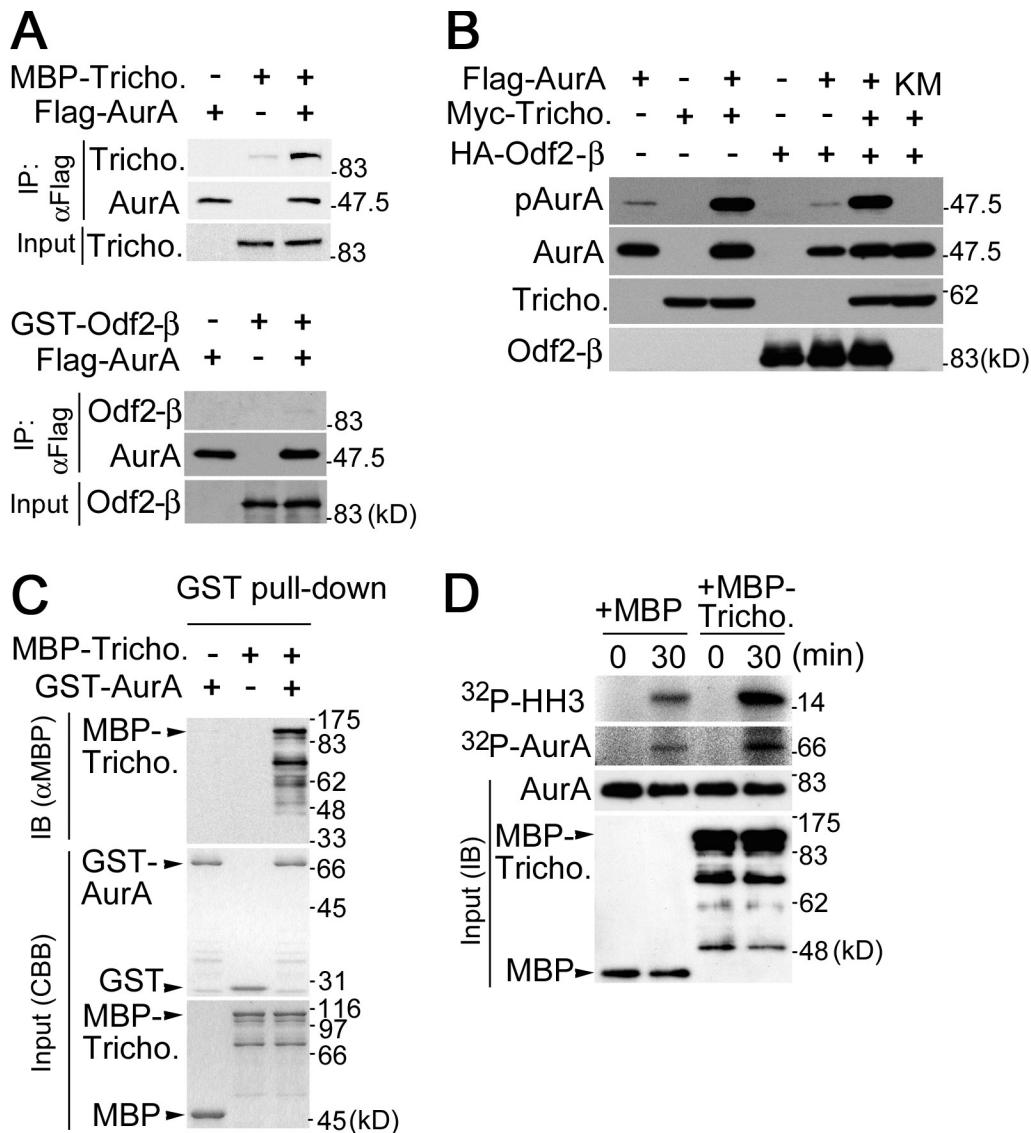 A
MBP-Tricho. - + +
Flag-AurA + - +
IP: αFlag
Tricho. -83
AurA -47.5
Input Tricho. -83
GST-Odf2-β - + +
Flag-AurA + - +
IP: αFlag
Odf2-β -83
AurA -47.5
Input Odf2-β -83 (kD)
B
Flag-AurA + - + - + + KM
Myc-Tricho. - + + - - + +
HA-Odf2-β - - - + + + +
pAurA -47.5
AurA -47.5
Tricho. -62
Odf2-β -83(kD)
C
GST pull-down
MBP-Tricho. - + +
GST-AurA + - +
IB (αMBP)
MBP- -175
Tricho. -83
-62
-48
-33
Input (CBB)
GST- -66
AurA -45
GST -31
MBP- -116
-97
Tricho. -66
MBP -45(kD)
D
+MBP +MBP-
Tricho.
0 30 0 30 (min)
32P-HH3 -14
32P-AurA -66
Input (IB)
AurA -83
MBP- -175
Tricho. -83
-62
-48 (kD)
MBP